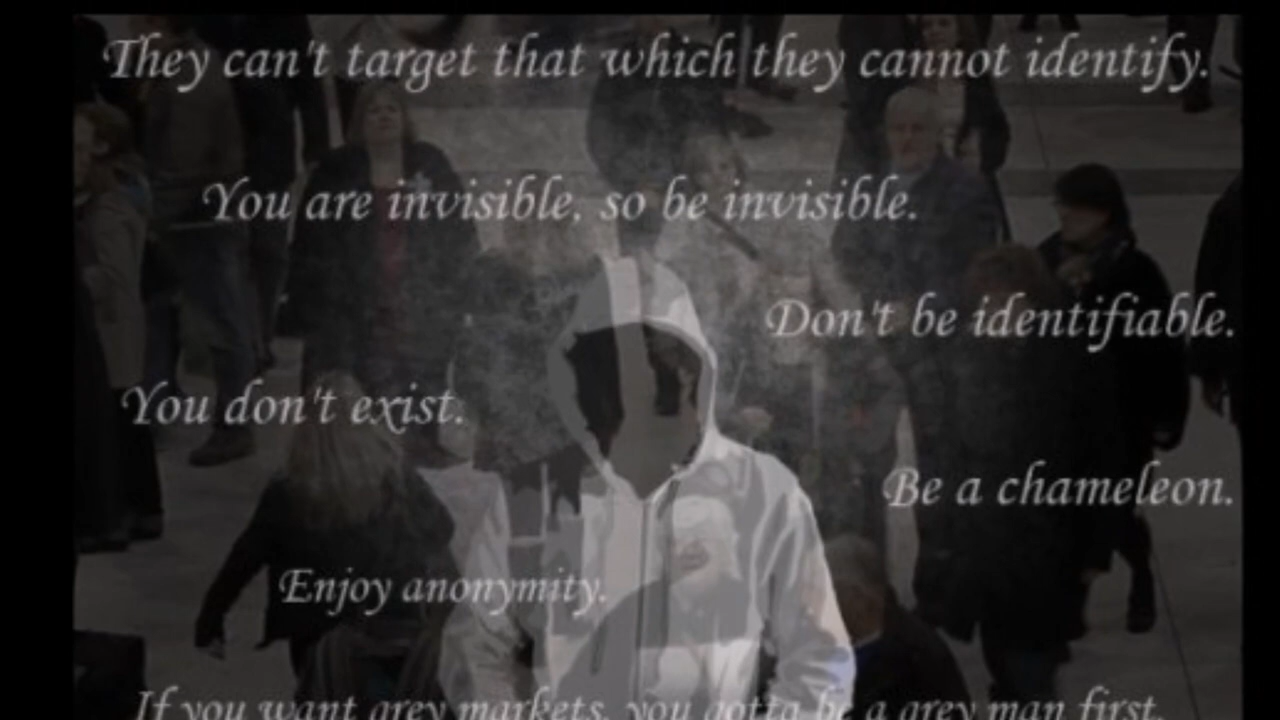 They can't target that which they cannot identify.
You are invisible, so be invisible.
Don't be identifiable.
You don't exist.
Be a chameleon.
Enjoy anonymity.
If you want grey markets, you gotta be a grey man first.